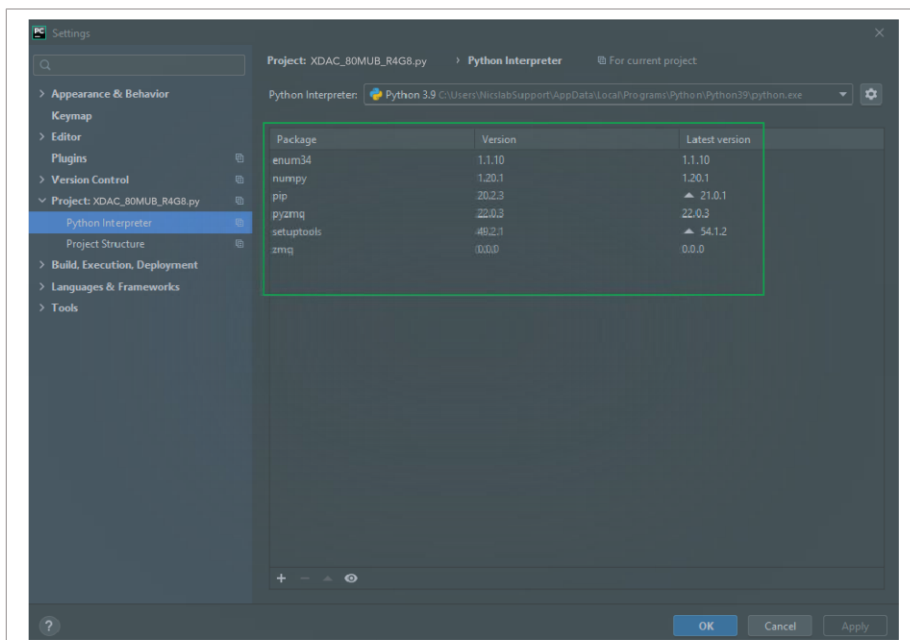 PC Settings
Project: XDAC_80MUB_R4G8.py › Python Interpreter For current project
Python Interpreter: Python 3.9 C:\Users\NicslabSupport\AppData\Local\Programs\Python\Python39\python.exe
> Appearance & Behavior
Keymap
> Editor
Plugins
> Version Control
Project: XDAC_80MUB_R4G8.py
Python Interpreter
Project Structure
> Build, Execution, Deployment
> Languages & Frameworks
> Tools
Package Version Latest version
enum34 1.1.10 1.1.10
numpy 1.20.1 1.20.1
pip 20.2.3 21.0.1
pyzmq 22.0.3 22.0.3
setuptools 49.2.1 54.1.2
zmq 0.0.0 0.0.0
?
OK Cancel Apply